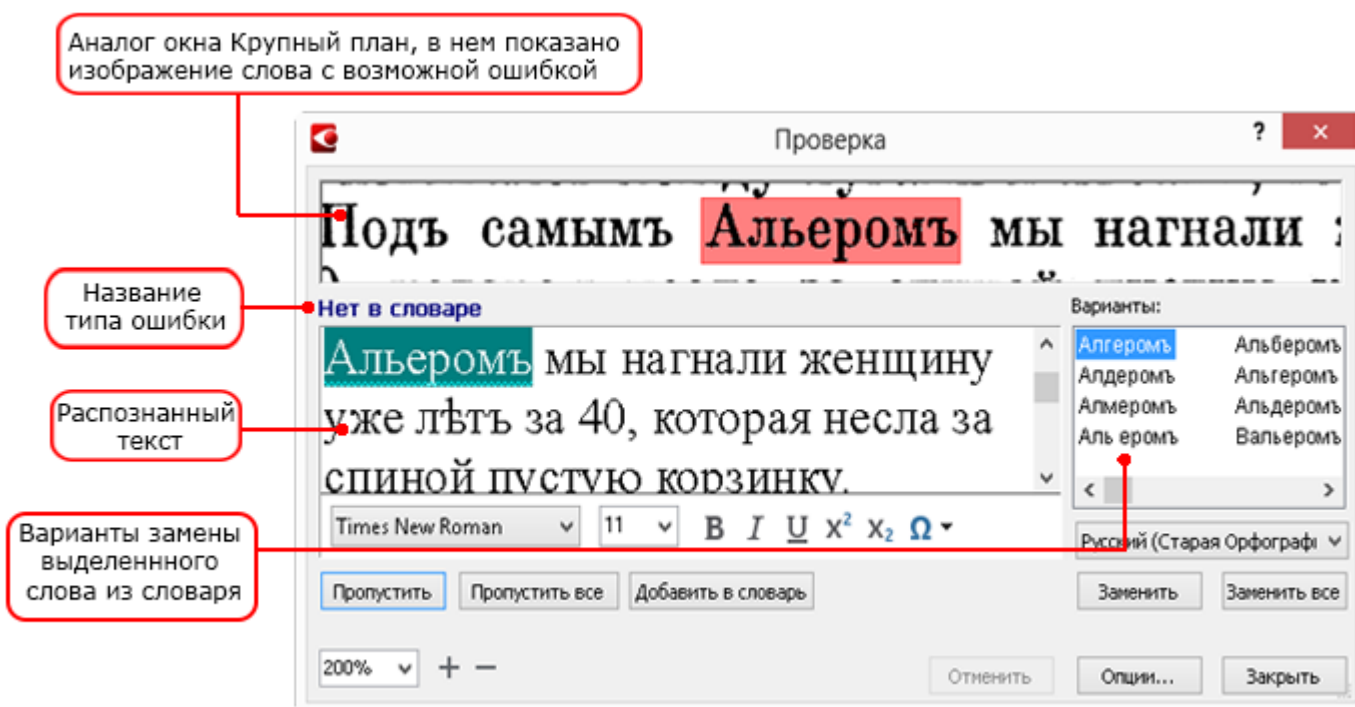 Аналог окна Крупный план, в нем показано
изображение слова с возможной ошибкой
Проверка
?
Подъ самымъ Альеромъ мы нагнали
Название
типа ошибки
Нет в словаре
Варианты:
Альеромъ мы нагнали женщину
уже лѣтъ за 40, которая несла за
спиной пустую корзинку.
Алгеромъ Альберомъ
Алдеромъ Альгеромъ
Алмеромъ Альдеромъ
Аль еромъ Вальеромъ
Распознанный
текст
Варианты замены
выделеннного
слова из словаря
Times New Roman 11 B I U X² X₂ Ω
Русский (Старая Орфографи
Пропустить Пропустить все Добавить в словарь Заменить Заменить все
200% + −
Отменить Опции... Закрыть